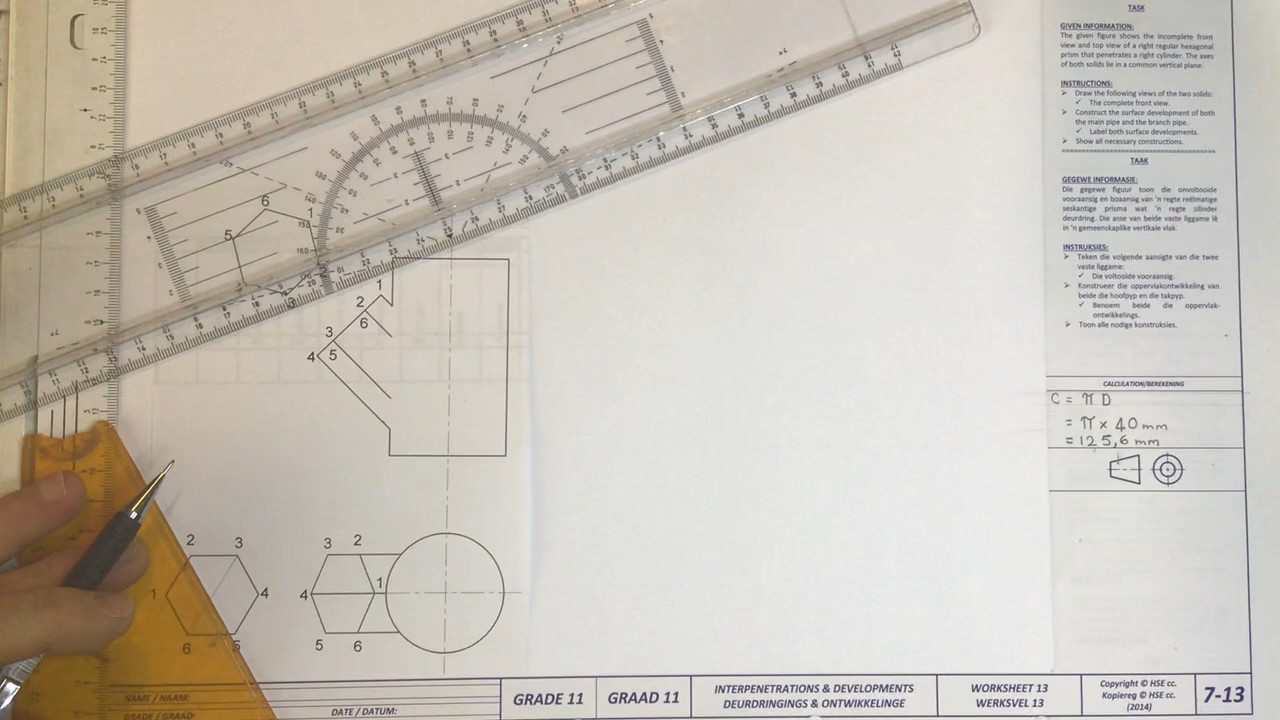 TASK
GIVEN INFORMATION:
The given figure shows the incomplete front
view and top view of a right regular hexagonal
prism that penetrates a right cylinder. The axes
of both solids lie in a common vertical plane.
INSTRUCTIONS:
➢ Draw the following views of the two solids:
✓ The complete front view.
➢ Construct the surface development of both
the main pipe and the branch pipe.
✓ Label both surface developments.
➢ Show all necessary constructions.
TAAK
GEGEWE INFORMASIE:
Die gegewe figuur toon die onvoltooide
vooraansig en boaansig van 'n regte reëlmatige
seskantige prisma wat 'n regte silinder
deurdring. Die asse van beide vaste liggame lê
in 'n gemeenskaplike vertikale vlak.
INSTRUKSIES:
➢ Teken die volgende aansigte van die twee
vaste liggame:
✓ Die voltooide vooraansig.
➢ Konstrueer die oppervlakontwikkeling van
beide die hoofpyp en die takpyp.
✓ Benoem beide die oppervlak-
ontwikkelings.
➢ Toon alle nodige konstruksies.
CALCULATION/BEREKENING
C = π D
= π × 40 mm
= 125,6 mm
6
1
5
3
1
2
6
3
4
5
2
3
1
4
6
5
3
2
4
1
5
6
NAME / NAAM:
GRADE / GRAAD:
DATE / DATUM:
GRADE 11
GRAAD 11
INTERPENETRATIONS & DEVELOPMENTS
DEURDRINGINGS & ONTWIKKELINGE
WORKSHEET 13
WERKSVEL 13
Copyright © HSE cc.
Kopiereg © HSE cc.
(2014)
7-13